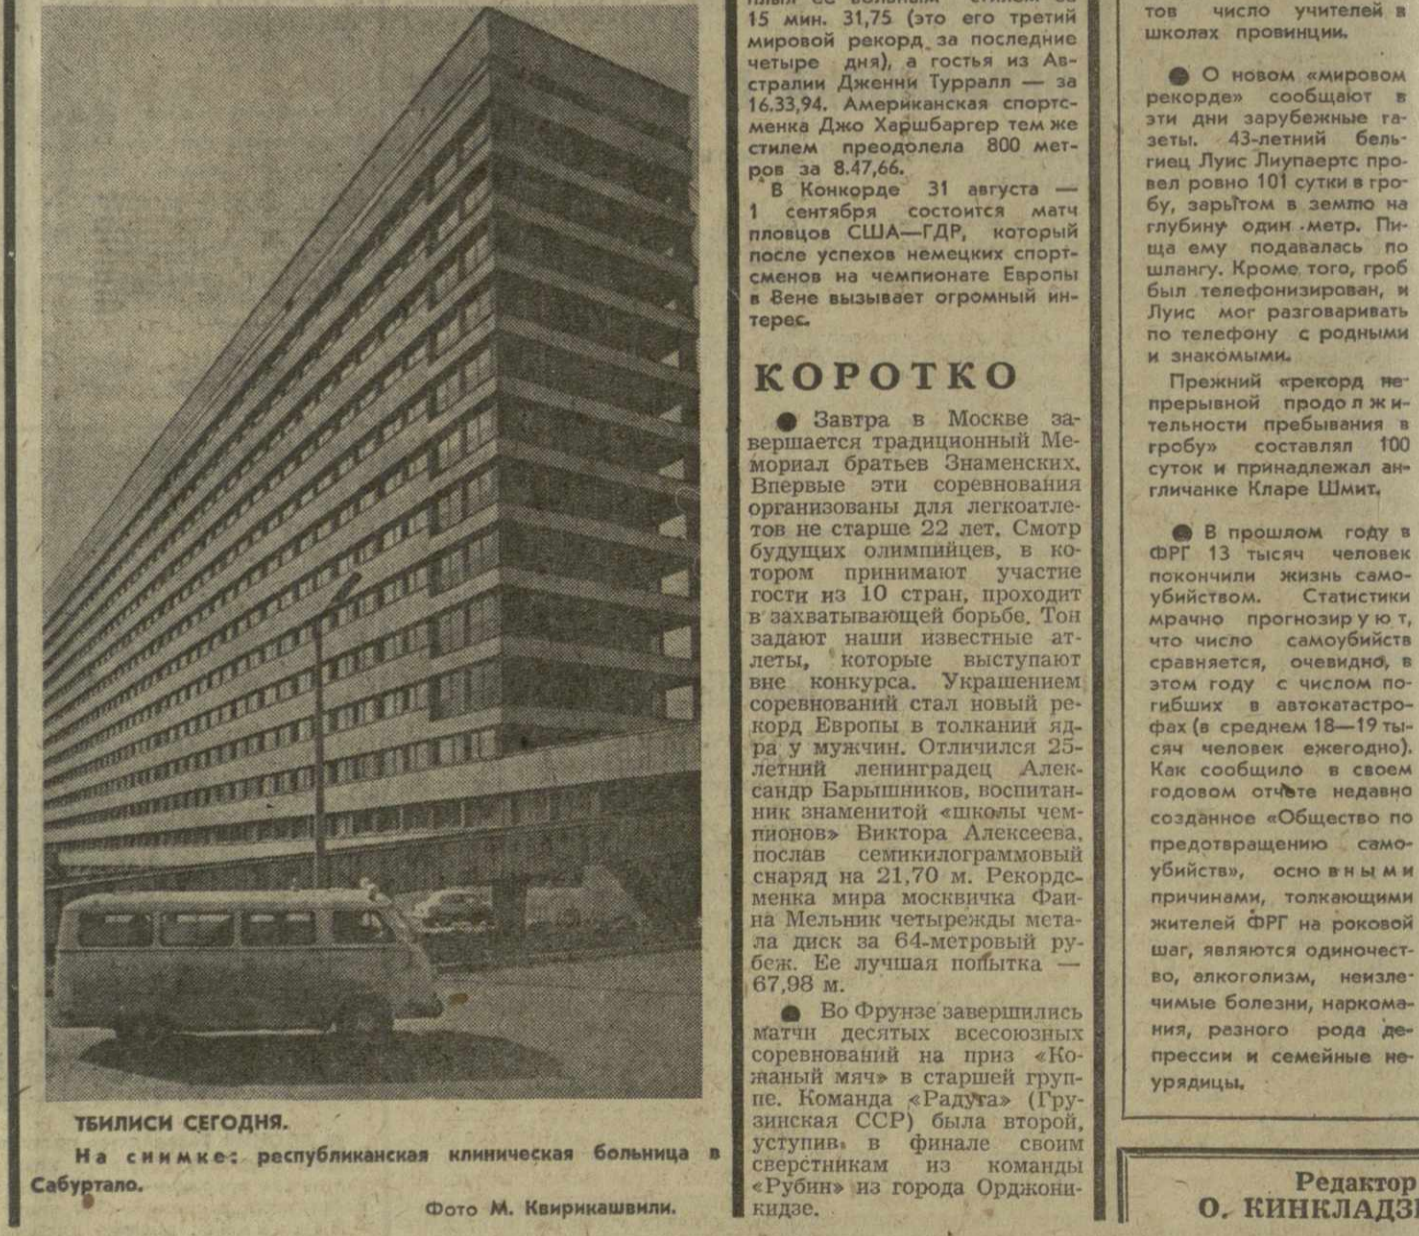 ТБИЛИСИ СЕГОДНЯ.
На снимке: республиканская клиническая больница в
Сабуртало.
Фото М. Квирикашвили.
15 мин. 31,75 (это его третий
мировой рекорд за последние
четыре дня), а гостья из Ав-
стралии Дженни Турралл — за
16.33,94. Американская спортс-
менка Джо Харшбаргер тем же
стилем преодолела 800 мет-
ров за 8.47,66.
В Конкорде 31 августа —
1 сентября состоится матч
пловцов США—ГДР, который
после успехов немецких спорт-
сменов на чемпионате Европы
в Вене вызывает огромный ин-
терес.
КОРОТКО
● Завтра в Москве за-
вершается традиционный Ме-
мориал братьев Знаменских.
Впервые эти соревнования
организованы для легкоатле-
тов не старше 22 лет. Смотр
будущих олимпийцев, в ко-
тором принимают участие
гости из 10 стран, проходит
в захватывающей борьбе. Тон
задают наши известные ат-
леты, которые выступают
вне конкурса. Украшением
соревнований стал новый ре-
корд Европы в толкании яд-
ра у мужчин. Отличился 25-
летний ленинградец Алек-
сандр Барышников, воспитан-
ник знаменитой «школы чем-
пионов» Виктора Алексеева,
послав семикилограммовый
снаряд на 21,70 м. Рекордс-
менка мира москвичка Фаи-
на Мельник четырежды мета-
ла диск за 64-метровый ру-
беж. Ее лучшая попытка —
67,98 м.
● Во Фрунзе завершились
матчи десятых всесоюзных
соревнований на приз «Ко-
жаный мяч» в старшей груп-
пе. Команда «Радуга» (Гру-
зинская ССР) была второй,
уступив в финале своим
сверстникам из команды
«Рубин» из города Орджони-
кидзе.
тов число учителей в
школах провинции.
● О новом «мировом
рекорде» сообщают в
эти дни зарубежные га-
зеты. 43-летний бель-
гиец Луис Лиупаертс про-
вел ровно 101 сутки в гро-
бу, зарытом в землю на
глубину один метр. Пи-
ща ему подавалась по
шлангу. Кроме того, гроб
был телефонизирован, и
Луис мог разговаривать
по телефону с родными
и знакомыми.
Прежний «рекорд не-
прерывной продолжи-
тельности пребывания в
гробу» составлял 100
суток и принадлежал ан-
гличанке Кларе Шмит.
● В прошлом году в
ФРГ 13 тысяч человек
покончили жизнь само-
убийством. Статистики
мрачно прогнозируют,
что число самоубийств
сравняется, очевидно, в
этом году с числом по-
гибших в автокатастро-
фах (в среднем 18—19 ты-
сяч человек ежегодно).
Как сообщило в своем
годовом отчете недавно
созданное «Общество по
предотвращению само-
убийств», основными
причинами, толкающими
жителей ФРГ на роковой
шаг, являются одиночест-
во, алкоголизм, неизле-
чимые болезни, наркома-
ния, разного рода де-
прессии и семейные не-
урядицы.
Редактор
О. КИНКЛАДЗЕ